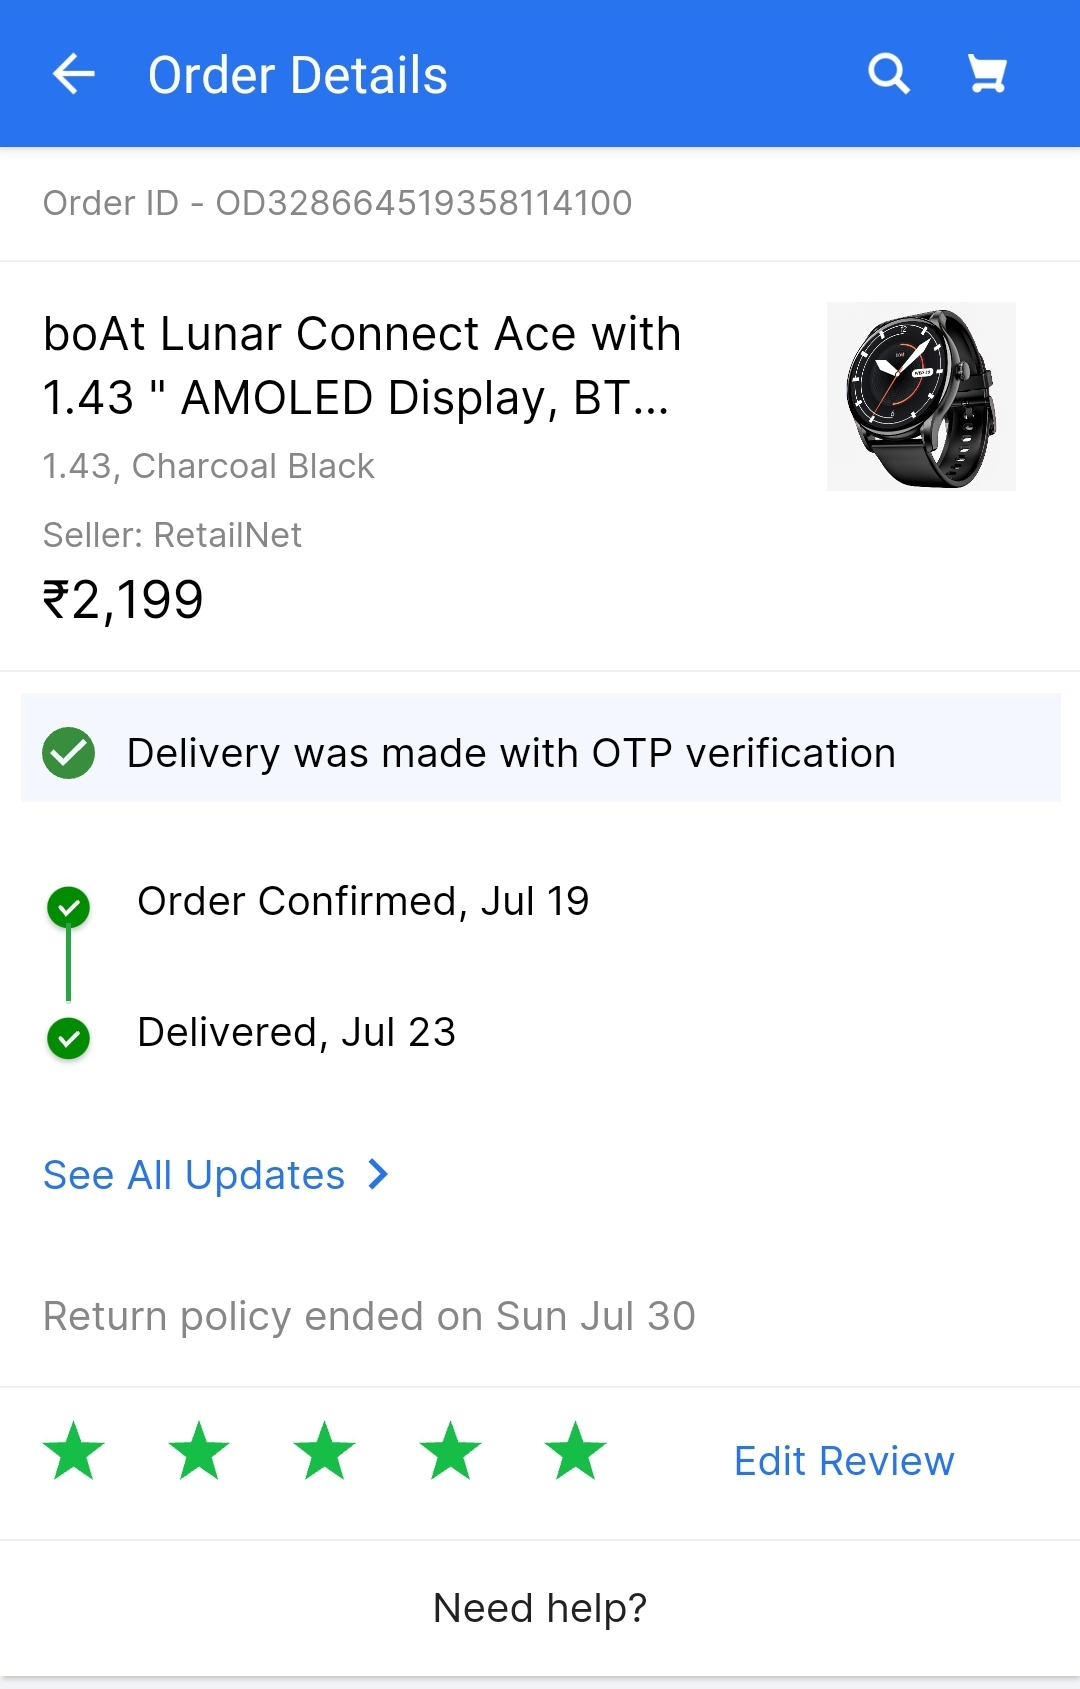 Order Details
Order ID - OD328664519358114100
boAt Lunar Connect Ace with
1.43 " AMOLED Display, BT...
1.43, Charcoal Black
Seller: RetailNet
₹2,199
Delivery was made with OTP verification
Order Confirmed, Jul 19
Delivered, Jul 23
See All Updates
Return policy ended on Sun Jul 30
Edit Review
Need help?